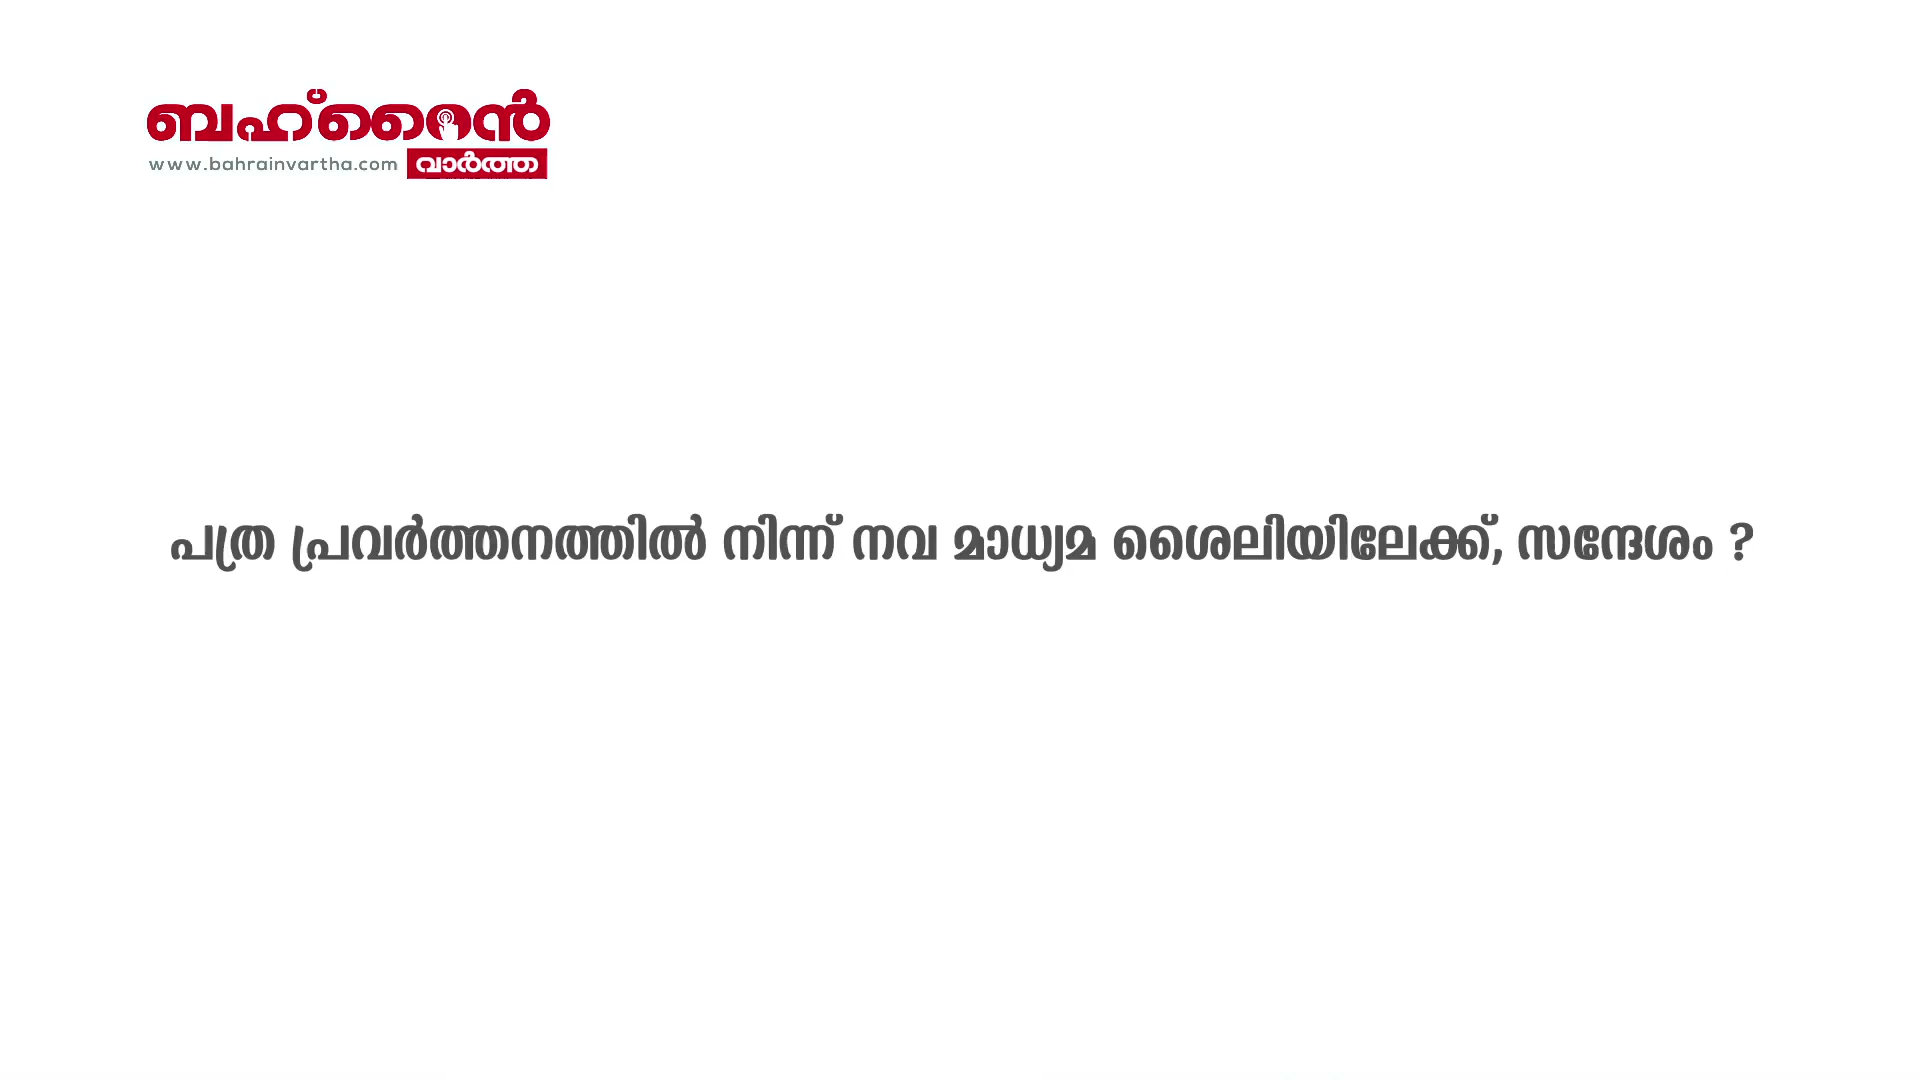 ബഹ്റൈൻ
www.bahrainvartha.com വാർത്ത
പത്ര പ്രവർത്തനത്തിൽ നിന്ന് നവ മാധ്യമ ശൈലിയിലേക്ക്, സന്ദേശം ?